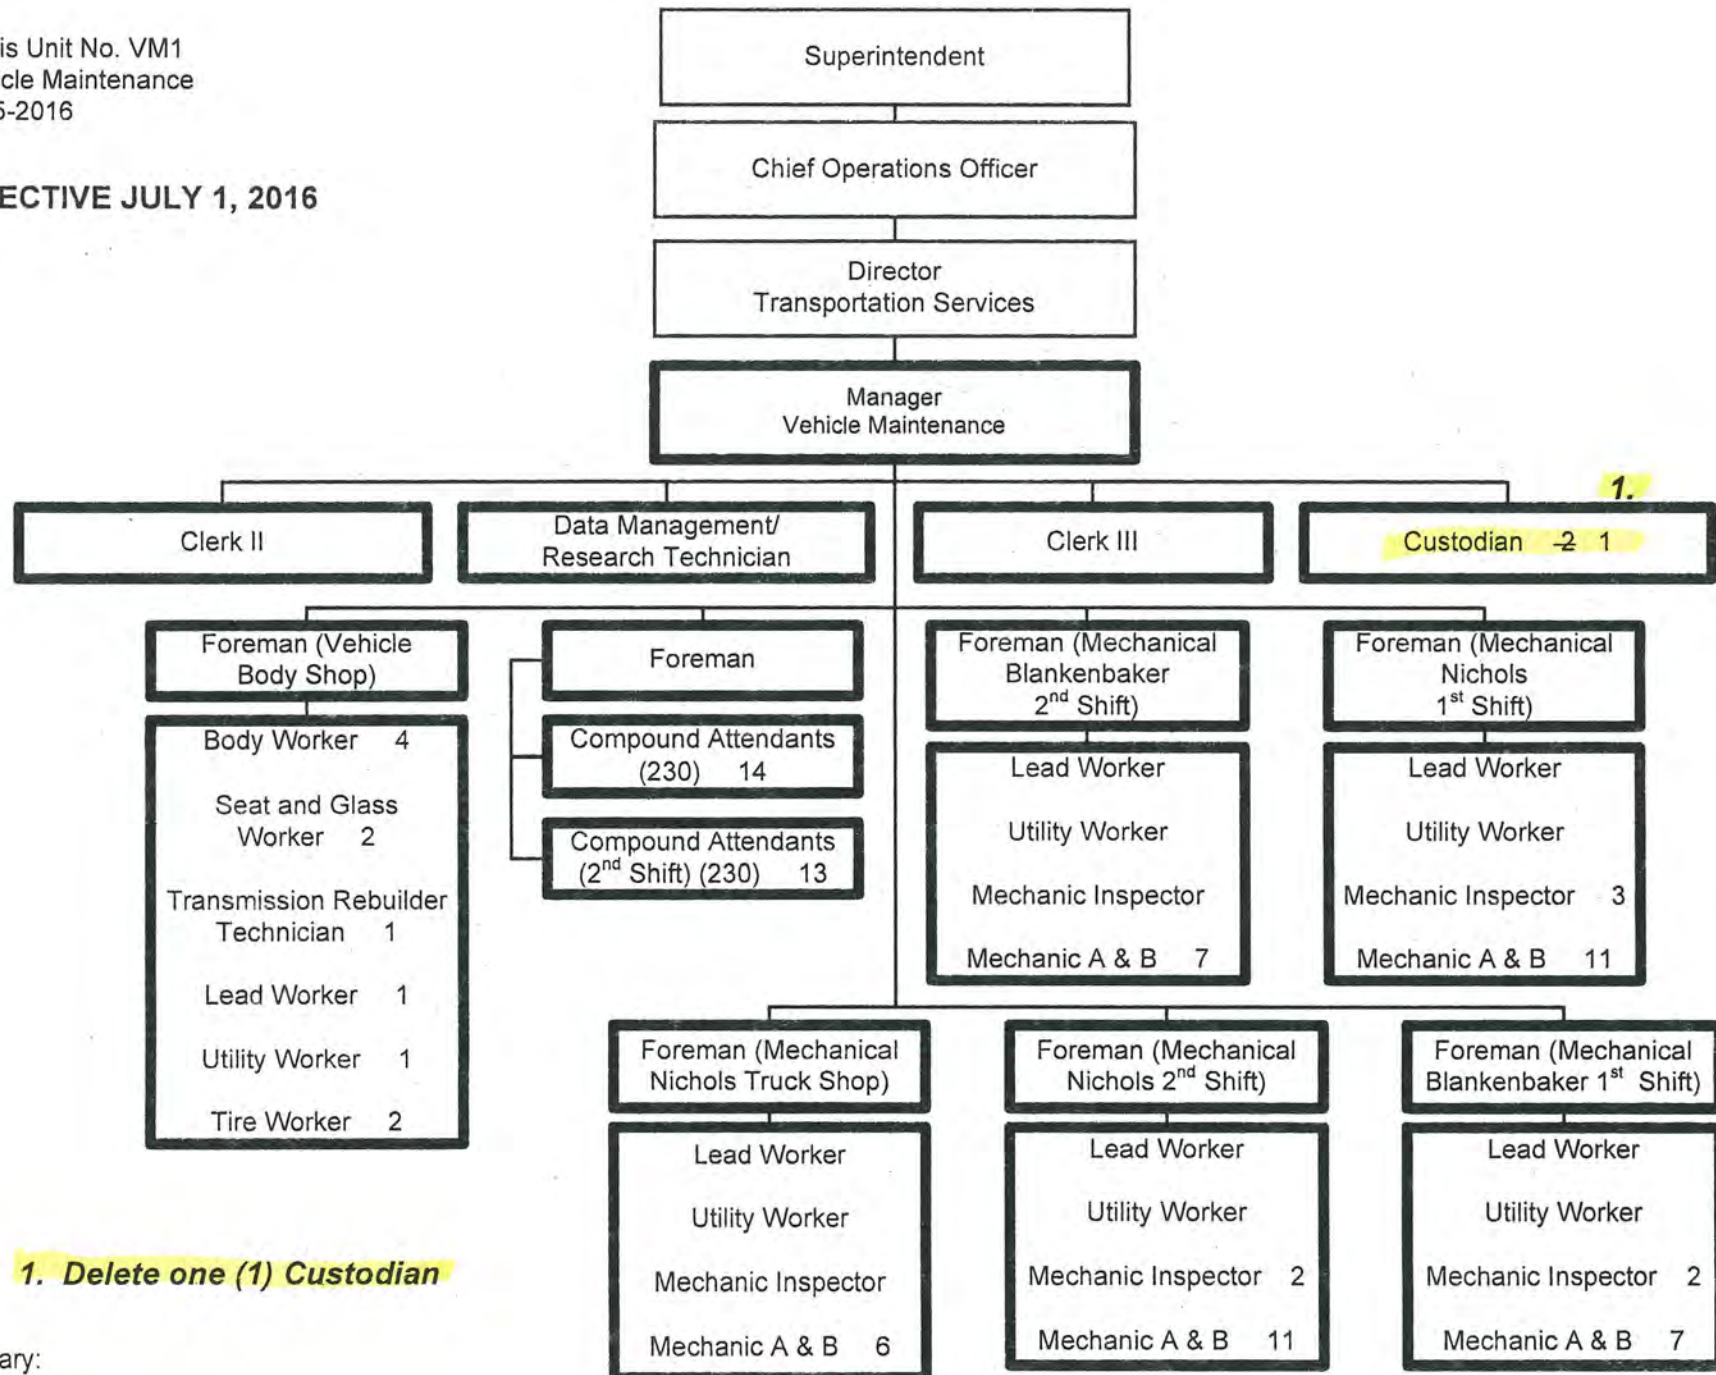 is Unit No. VM1
cle Maintenance
5-2016
ECTIVE JULY 1, 2016
Superintendent
Chief Operations Officer
Director
Transportation Services
Manager
Vehicle Maintenance
1.
Clerk II
Data Management/
Research Technician
Clerk III
Custodian 2 1
Foreman (Vehicle
Body Shop)
Body Worker 4
Seat and Glass
Worker 2
Transmission Rebuilder
Technician 1
Lead Worker 1
Utility Worker 1
Tire Worker 2
Foreman
Compound Attendants
(230) 14
Compound Attendants
(2nd Shift) (230) 13
Foreman (Mechanical
Blankenbaker
2nd Shift)
Lead Worker
Utility Worker
Mechanic Inspector
Mechanic A & B 7
Foreman (Mechanical
Nichols
1st Shift)
Lead Worker
Utility Worker
Mechanic Inspector 3
Mechanic A & B 11
Foreman (Mechanical
Nichols Truck Shop)
Lead Worker
Utility Worker
Mechanic Inspector
Mechanic A & B 6
Foreman (Mechanical
Nichols 2nd Shift)
Lead Worker
Utility Worker
Mechanic Inspector 2
Mechanic A & B 11
Foreman (Mechanical
Blankenbaker 1st Shift)
Lead Worker
Utility Worker
Mechanic Inspector 2
Mechanic A & B 7
1. Delete one (1) Custodian
ary: